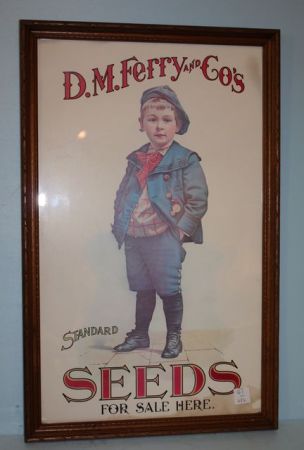 D.M. Ferry AND Co's
STANDARD
SEEDS
FOR SALE HERE.